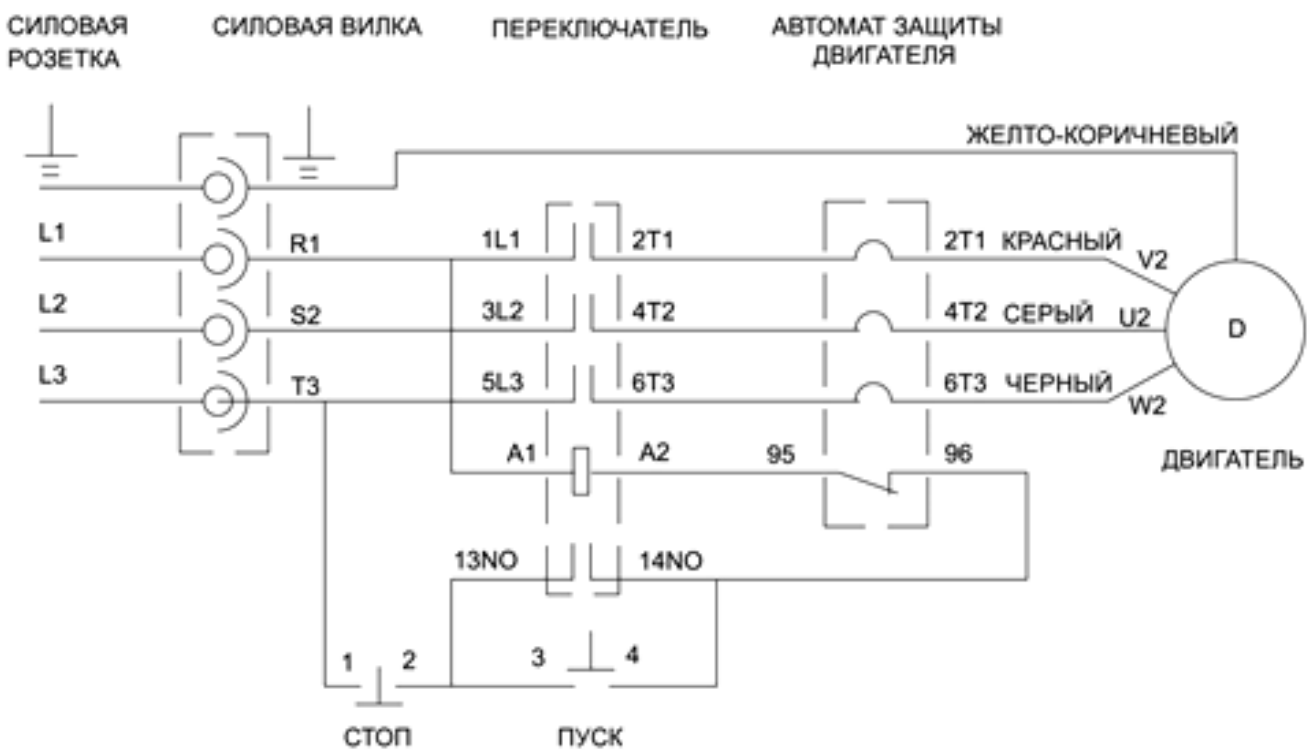 СИЛОВАЯ
РОЗЕТКА
СИЛОВАЯ ВИЛКА
ПЕРЕКЛЮЧАТЕЛЬ
АВТОМАТ ЗАЩИТЫ
ДВИГАТЕЛЯ
ЖЕЛТО-КОРИЧНЕВЫЙ
L1
R1
1L1
2T1
2T1
КРАСНЫЙ
V2
L2
S2
3L2
4T2
4T2
СЕРЫЙ
U2
D
L3
T3
5L3
6T3
6T3
ЧЕРНЫЙ
W2
A1
A2
95
96
ДВИГАТЕЛЬ
13NO
14NO
1
2
3
4
СТОП
ПУСК